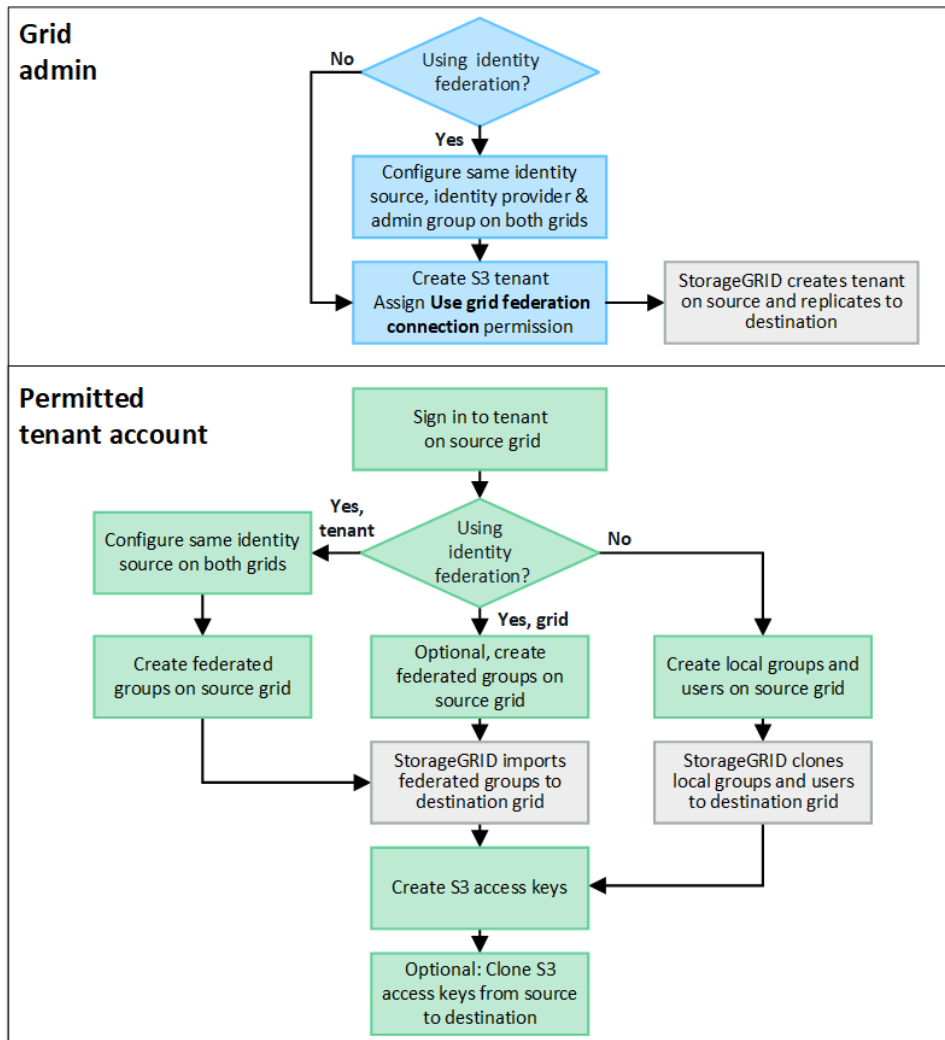 Grid
admin
No
Using identity
federation?
Yes
Configure same identity
source, identity provider &
admin group on both grids
Create S3 tenant
Assign Use grid federation
connection permission
StorageGRID creates tenant
on source and replicates to
destination
Permitted
tenant account
Sign in to tenant
on source grid
Yes,
tenant
Configure same identity
source on both grids
Using
identity
federation?
No
Yes, grid
Create federated
groups on source grid
Optional, create
federated groups on
source grid
Create local groups and
users on source grid
StorageGRID imports
federated groups to
destination grid
StorageGRID clones
local groups and users
to destination grid
Create S3 access keys
Optional: Clone S3
access keys from source
to destination